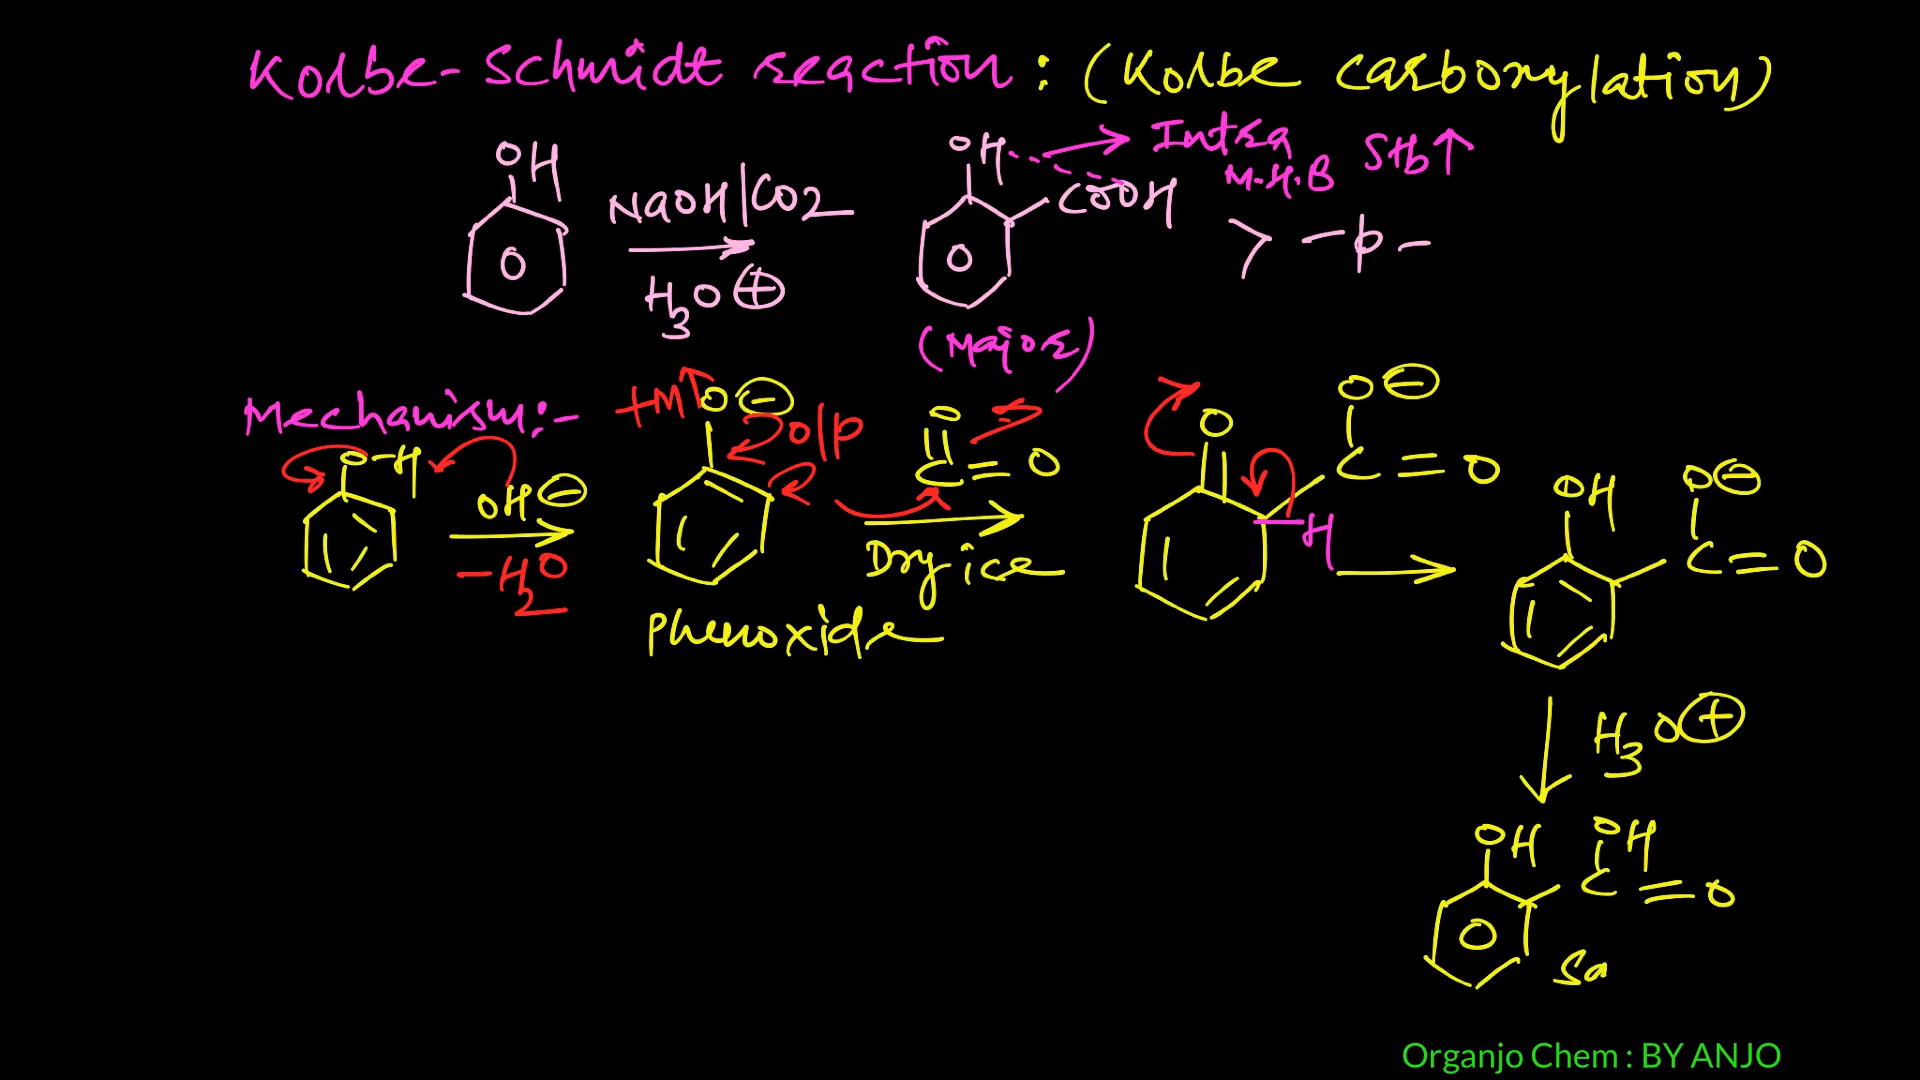 Kolbe-Schmidt reaction : (Kolbe carboxylation)
OH
NaOH/CO2
H3O⊕
OH
COOH
Intra
M.H.B
Stb↑
> -p-
(Major)
Mechanism:-
O-H
OH⊖
-H2O
+M
O⊖
o/p
Phenoxide
O
C=O
Dry ice
O
O⊖
C=O
H
OH
O⊖
C=O
H3O⊕
OH
OH
C=O
Sa
Organjo Chem : BY ANJO